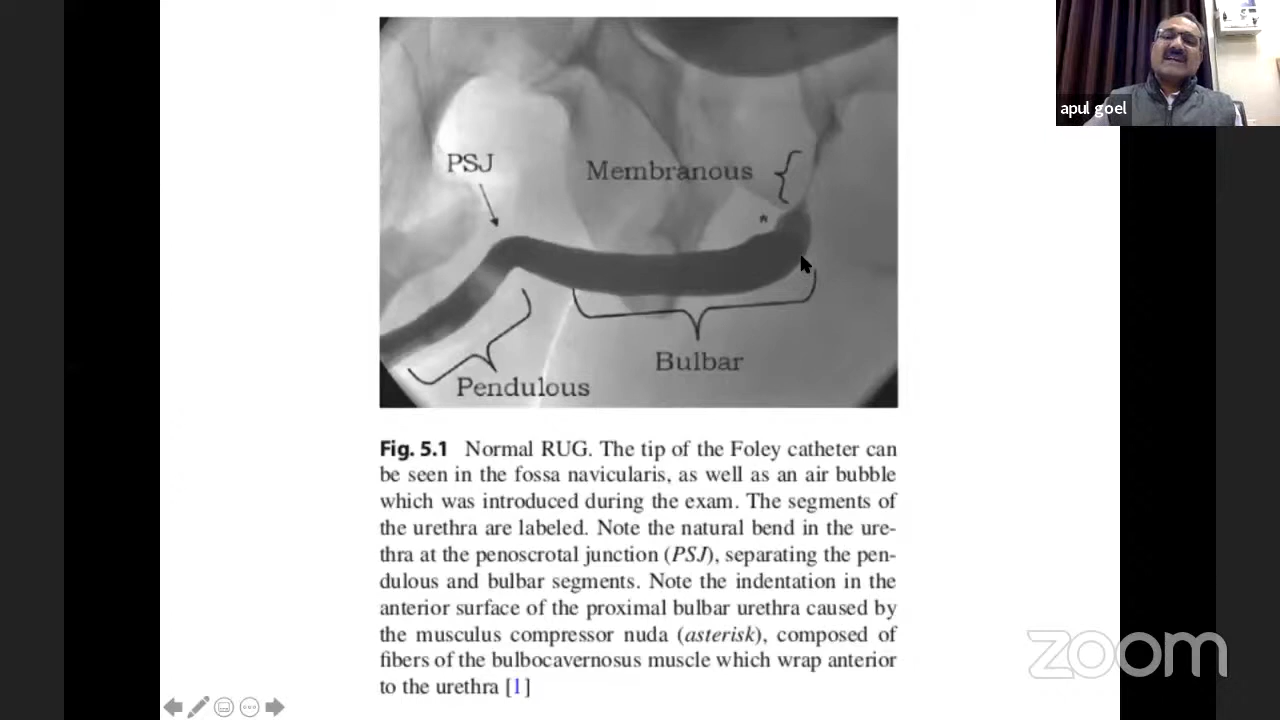 apul goel
PSJ
Membranous
*
Bulbar
Pendulous
Fig. 5.1 Normal RUG. The tip of the Foley catheter can
be seen in the fossa navicularis, as well as an air bubble
which was introduced during the exam. The segments of
the urethra are labeled. Note the natural bend in the ure-
thra at the penoscrotal junction (PSJ), separating the pen-
dulous and bulbar segments. Note the indentation in the
anterior surface of the proximal bulbar urethra caused by
the musculus compressor nuda (asterisk), composed of
fibers of the bulbocavernosus muscle which wrap anterior
to the urethra [1]
zoom